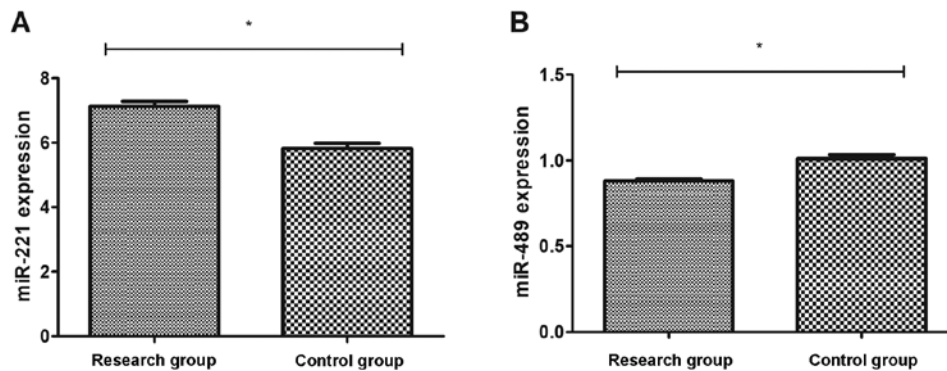 A
*
miR-221 expression
8
6
4
2
0
Research group
Control group
B
*
miR-489 expression
1.5
1.0
0.5
0.0
Research group
Control group